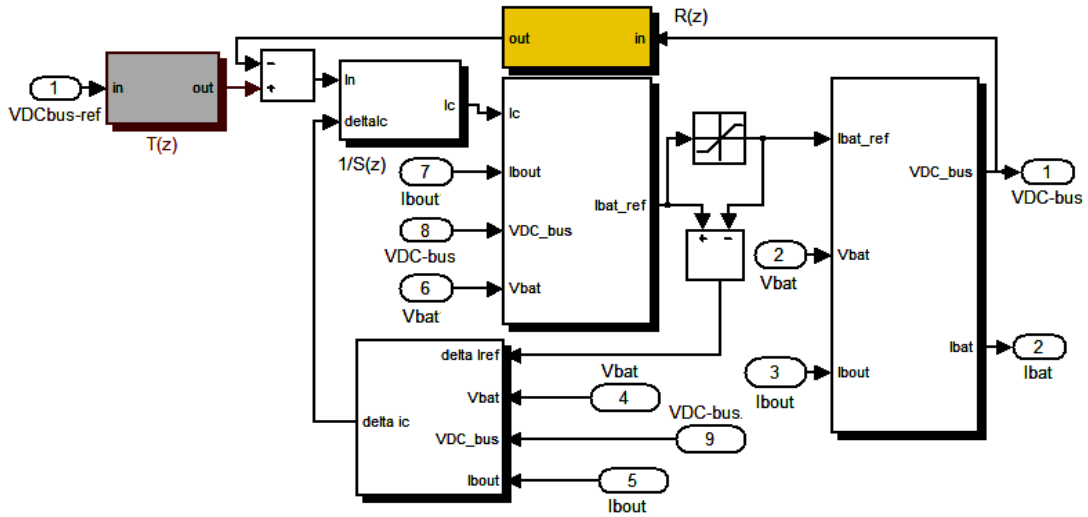 R(z)
out
in
in
out
1
VDCbus-ref
T(z)
-
+
In
Ic
deltaIc
1/S(z)
Ic
7
Ibout
Ibout
8
VDC-bus
VDC_bus
6
Vbat
Vbat
Ibat_ref
+
-
Ibat_ref
VDC_bus
1
VDC-bus
2
Vbat
Vbat
Ibat
2
Ibat
3
Ibout
Ibout
delta Iref
Vbat
4
Vbat
delta ic
VDC-bus.
9
VDC_bus
Ibout
5
Ibout